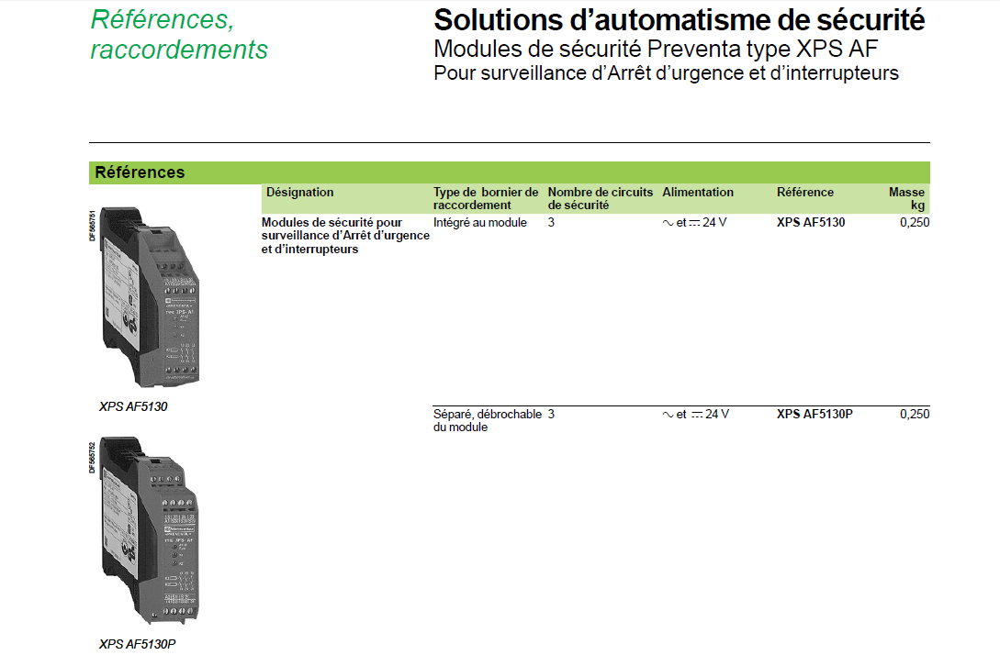 Références,
raccordements
Solutions d’automatisme de sécurité
Modules de sécurité Preventa type XPS AF
Pour surveillance d’Arrêt d’urgence et d’interrupteurs
Références
Désignation
Type de bornier de
raccordement
Nombre de circuits
de sécurité
Alimentation
Référence
Masse
kg
DF565751
Modules de sécurité pour
surveillance d’Arrêt d’urgence
et d’interrupteurs
Intégré au module
3
∼ et ⎓ 24 V
XPS AF5130
0,250
XPS AF5130
Séparé, débrochable
du module
3
∼ et ⎓ 24 V
XPS AF5130P
0,250
DF565752
XPS AF5130P